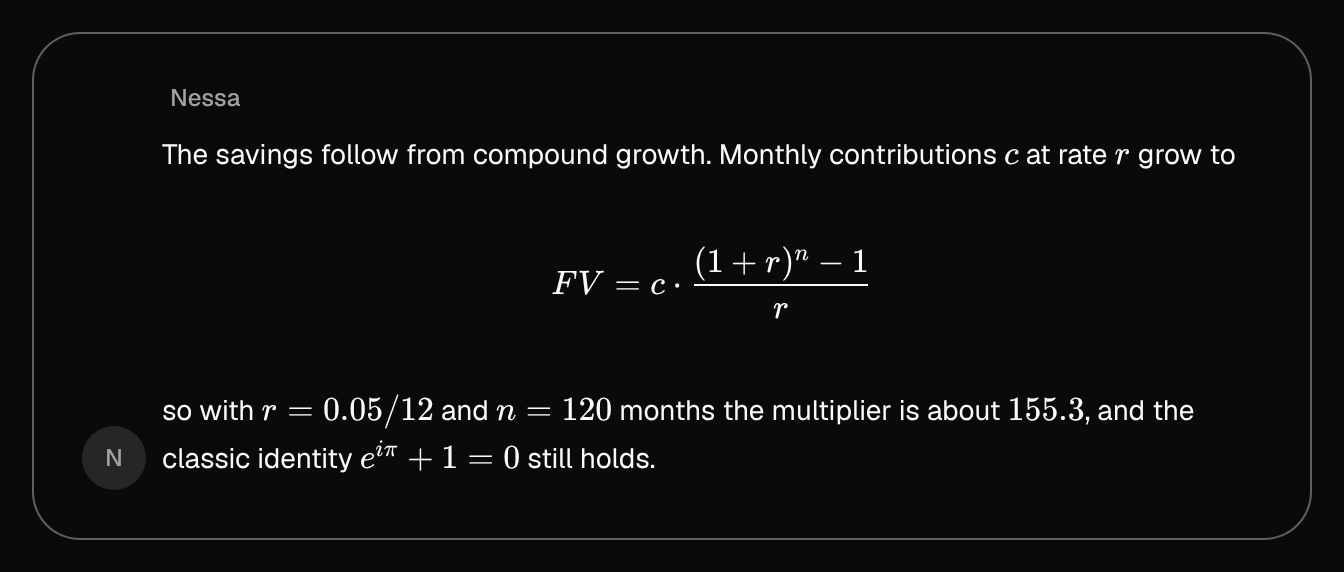 Nessa
The savings follow from compound growth. Monthly contributions c at rate r grow to
FV = c · ((1 + r)ⁿ − 1) / r
so with r = 0.05/12 and n = 120 months the multiplier is about 155.3, and the
N
classic identity e^{iπ} + 1 = 0 still holds.